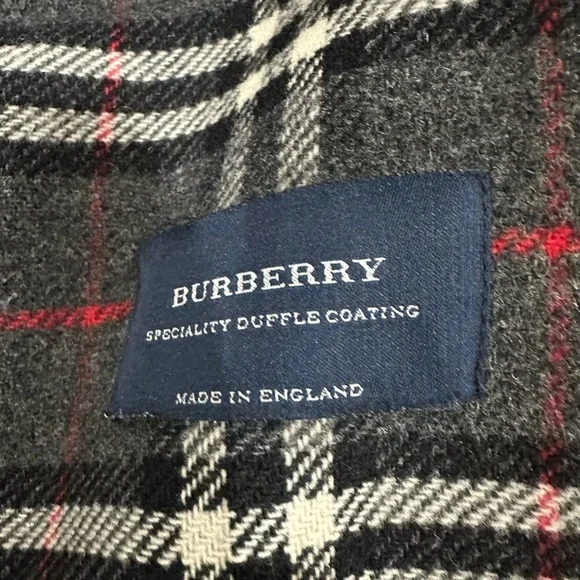 BURBERRY
SPECIALITY DUFFLE COATING
MADE IN ENGLAND